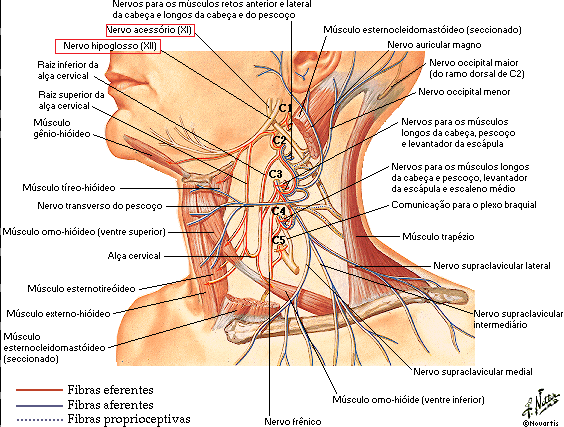 Nervos para os músculos retos anterior e lateral
da cabeça e longos da cabeça e do pescoço
Nervo acessório (XI)
Nervo hipoglosso (XII)
Raiz inferior da
alça cervical
Raiz superior da
alça cervical
Músculo
gênio-hióideo
Músculo tíreo-hióideo
Nervo transverso do pescoço
Músculo omo-hióideo (ventre superior)
Alça cervical
Músculo esternotireóideo
Músculo externo-hióideo
Músculo
esternocleidomastóideo
(seccionado)
Músculo esternocleidomastóideo (seccionado)
Nervo auricular magno
Nervo occipital maior
(do ramo dorsal de C2)
Nervo occipital menor
Nervos para os músculos
longos da cabeça, pescoço
e levantador da escápula
Nervos para os músculos longos
da cabeça e pescoço, levantador
da escápula e escaleno médio
Comunicação para o plexo braquial
Músculo trapézio
Nervo supraclavicular lateral
Nervo supraclavicular
intermediário
Nervo supraclavicular medial
Músculo omo-hióide (ventre inferior)
Nervo frênico
C1
C2
C3
C4
C5
Fibras eferentes
Fibras aferentes
Fibras proprioceptivas
©Novartis